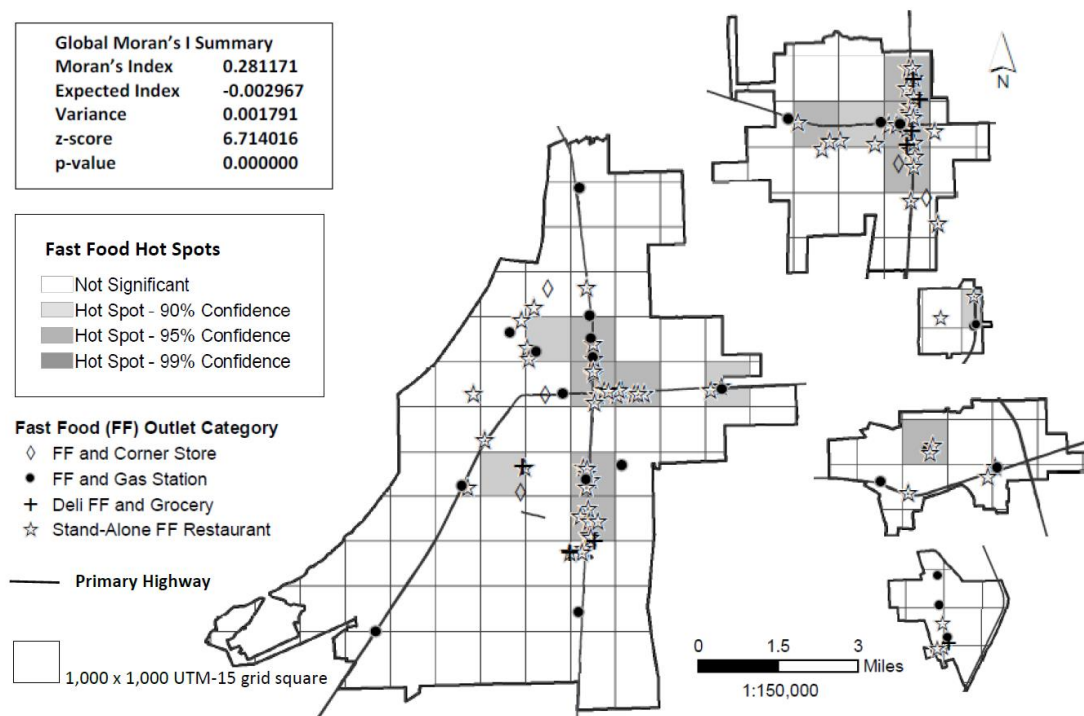 Global Moran's I Summary
Moran's Index 0.281171
Expected Index -0.002967
Variance 0.001791
z-score 6.714016
p-value 0.000000
N
Fast Food Hot Spots
Not Significant
Hot Spot - 90% Confidence
Hot Spot - 95% Confidence
Hot Spot - 99% Confidence
Fast Food (FF) Outlet Category
FF and Corner Store
FF and Gas Station
Deli FF and Grocery
Stand-Alone FF Restaurant
Primary Highway
1,000 x 1,000 UTM-15 grid square
0 1.5 3
Miles
1:150,000